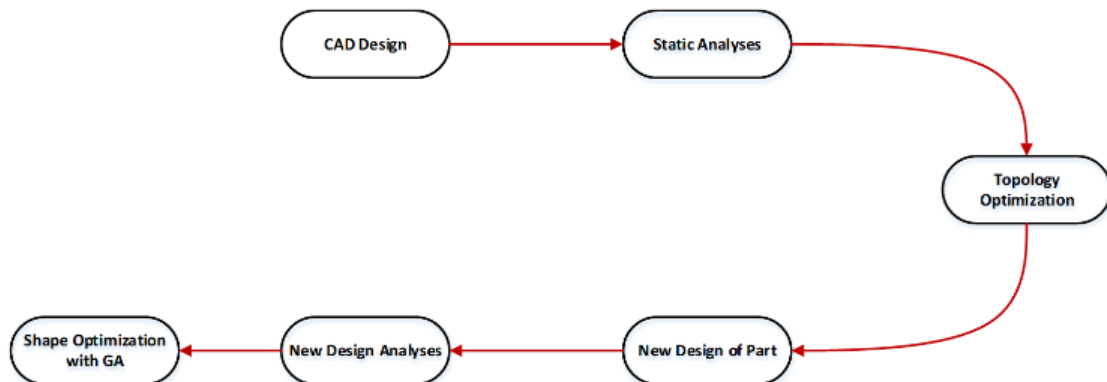 CAD Design
Static Analyses
Topology
Optimization
New Design of Part
New Design Analyses
Shape Optimization
with GA